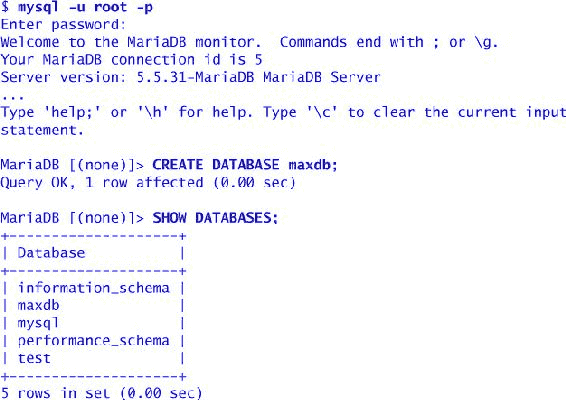 $ mysql -u root -p
Enter password:
Welcome to the MariaDB monitor.  Commands end with ; or \g.
Your MariaDB connection id is 5
Server version: 5.5.31-MariaDB MariaDB Server
...
Type 'help;' or '\h' for help. Type '\c' to clear the current input
statement.

MariaDB [(none)]> CREATE DATABASE maxdb;
Query OK, 1 row affected (0.00 sec)

MariaDB [(none)]> SHOW DATABASES;
+--------------------+
| Database           |
+--------------------+
| information_schema |
| maxdb              |
| mysql              |
| performance_schema |
| test               |
+--------------------+
5 rows in set (0.00 sec)